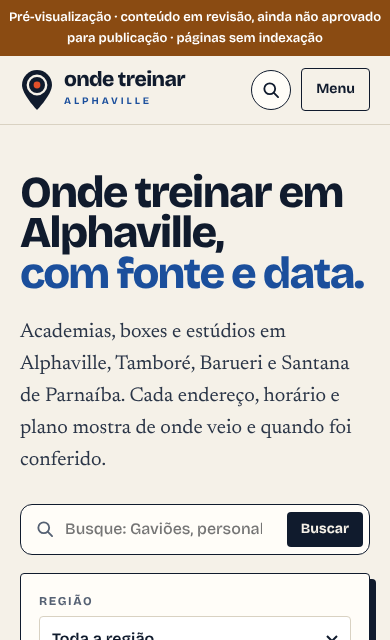 Pré-visualização · conteúdo em revisão, ainda não aprovado
para publicação · páginas sem indexação
onde treinar
ALPHAVILLE
Menu
Onde treinar em
Alphaville,
com fonte e data.
Academias, boxes e estúdios em
Alphaville, Tamboré, Barueri e Santana
de Parnaíba. Cada endereço, horário e
plano mostra de onde veio e quando foi
conferido.
Busque: Gaviões, personal
Buscar
REGIÃO
Toda a região